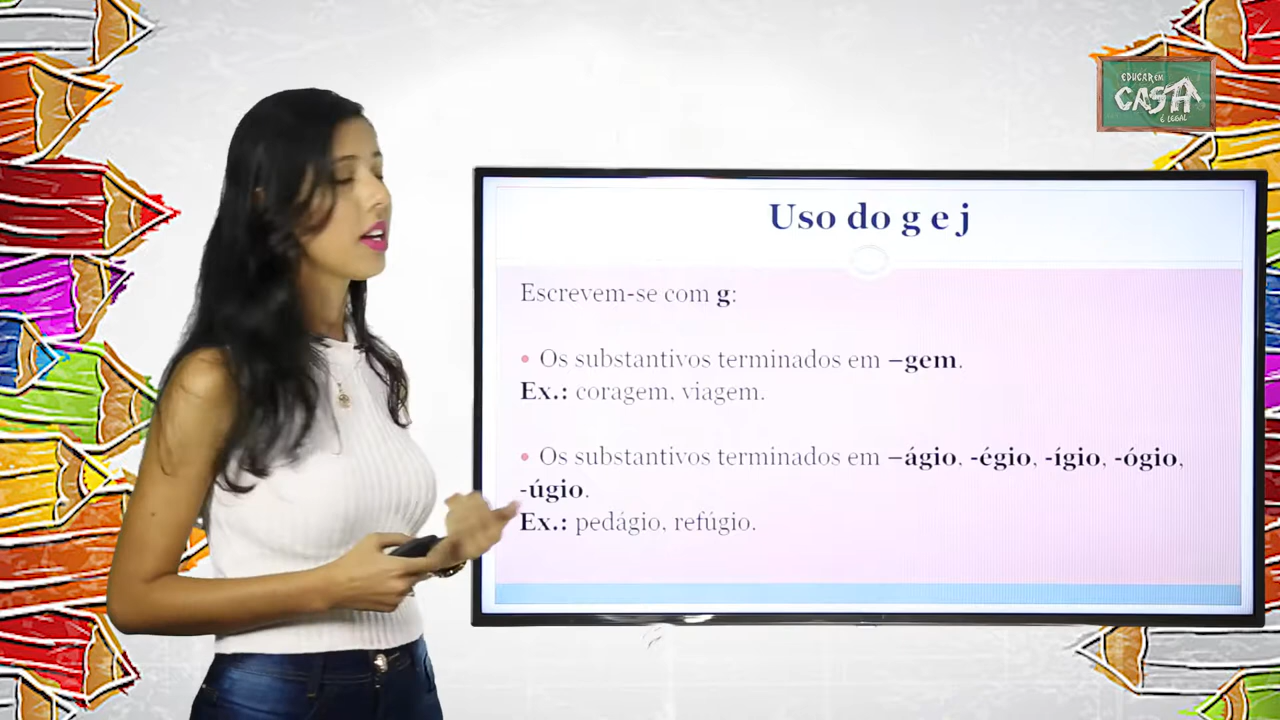 EDUCAR EM
CASA
É LEGAL
Uso do g e j
Escrevem-se com g:
• Os substantivos terminados em –gem.
Ex.: coragem, viagem.
• Os substantivos terminados em –ágio, -égio, -ígio, -ógio,
-úgio.
Ex.: pedágio, refúgio.